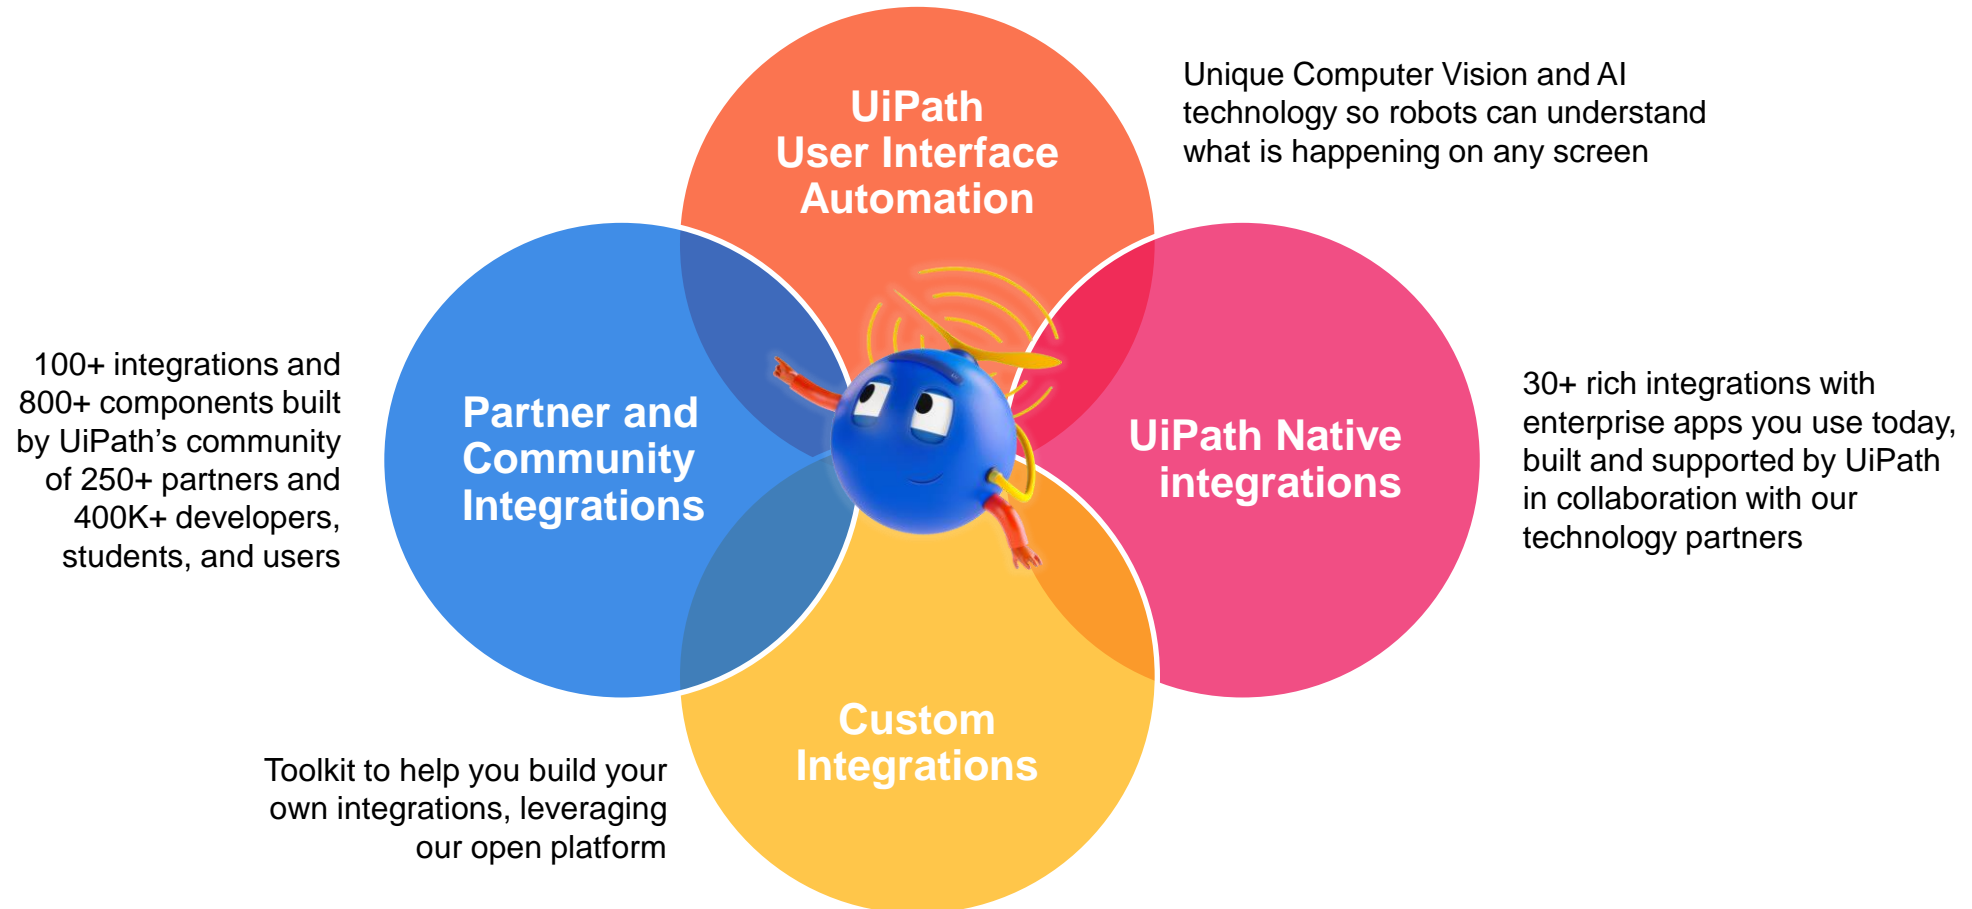 UiPath
User Interface
Automation
Unique Computer Vision and AI
technology so robots can understand
what is happening on any screen
100+ integrations and
800+ components built
by UiPath’s community
of 250+ partners and
400K+ developers,
students, and users
Partner and
Community
Integrations
UiPath Native
integrations
30+ rich integrations with
enterprise apps you use today,
built and supported by UiPath
in collaboration with our
technology partners
Custom
Integrations
Toolkit to help you build your
own integrations, leveraging
our open platform